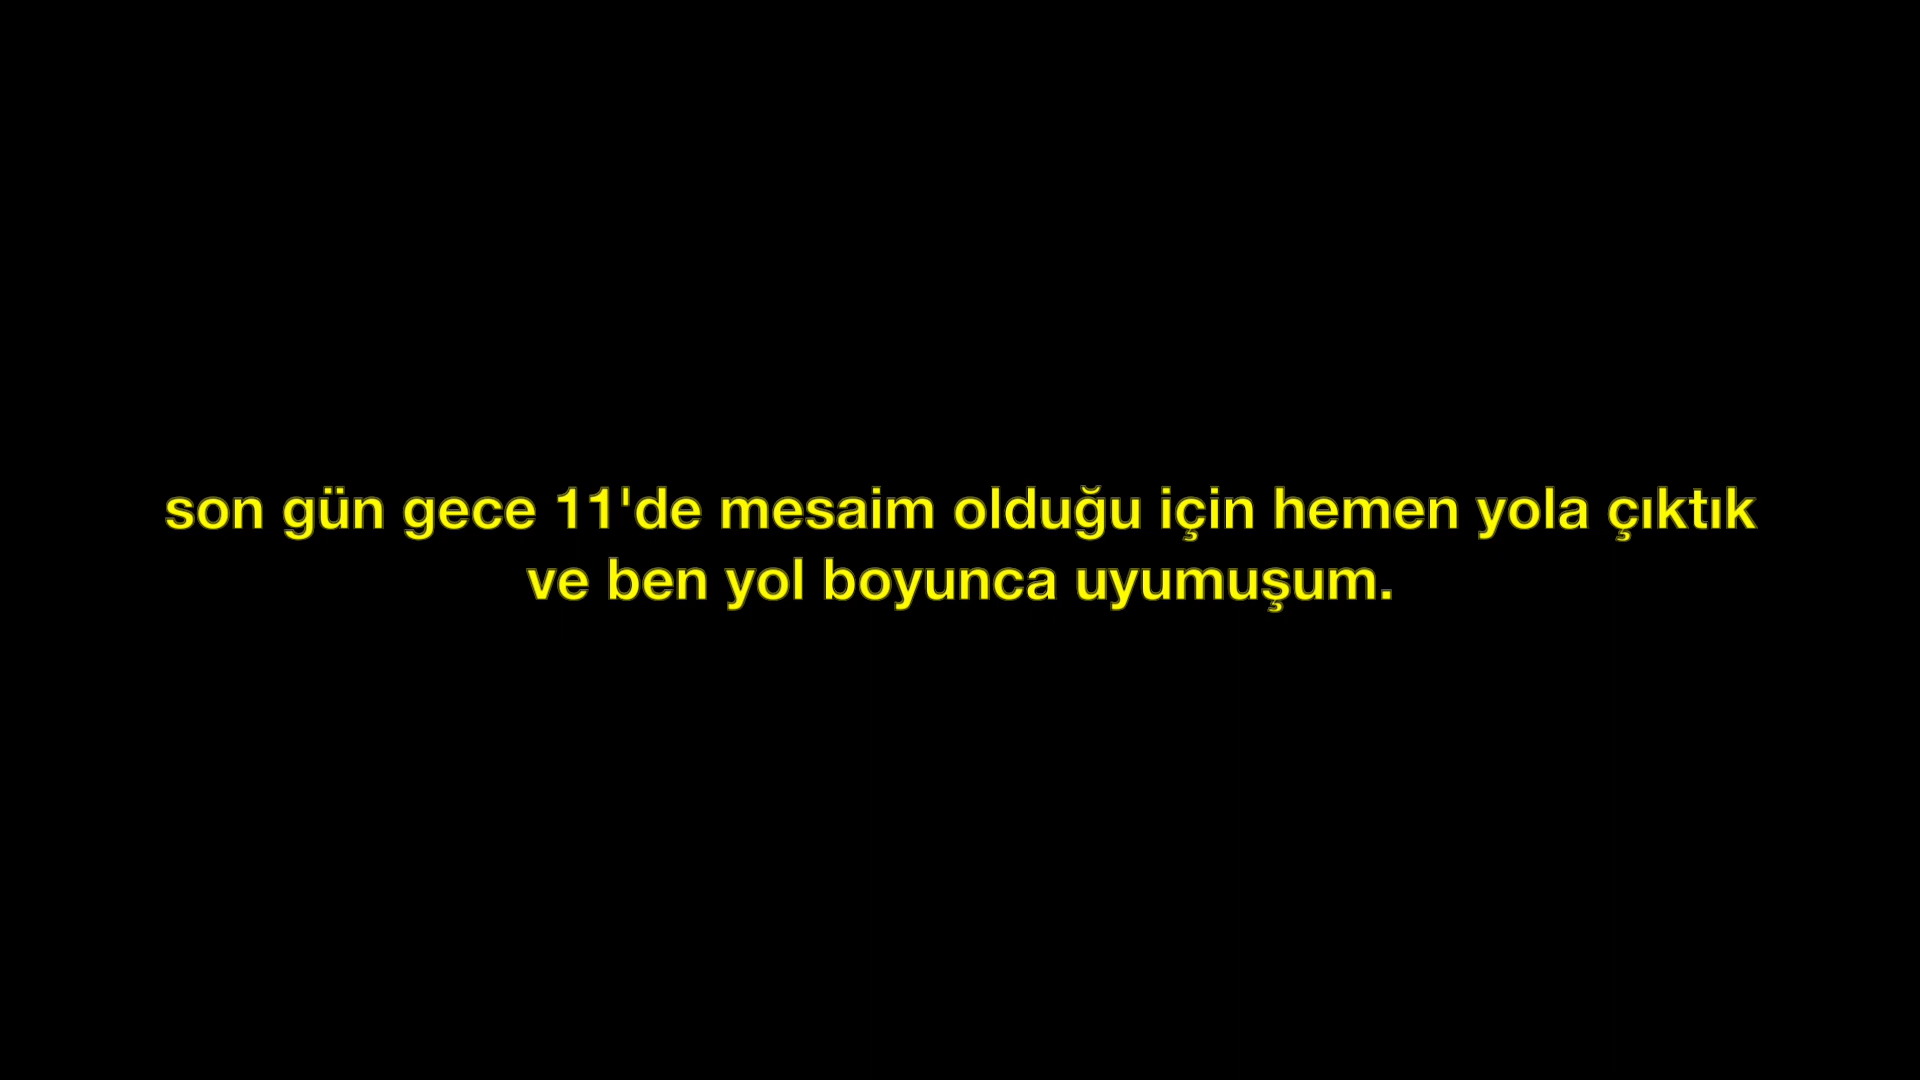 son gün gece 11'de mesaim olduğu için hemen yola çıktık
ve ben yol boyunca uyumuşum.